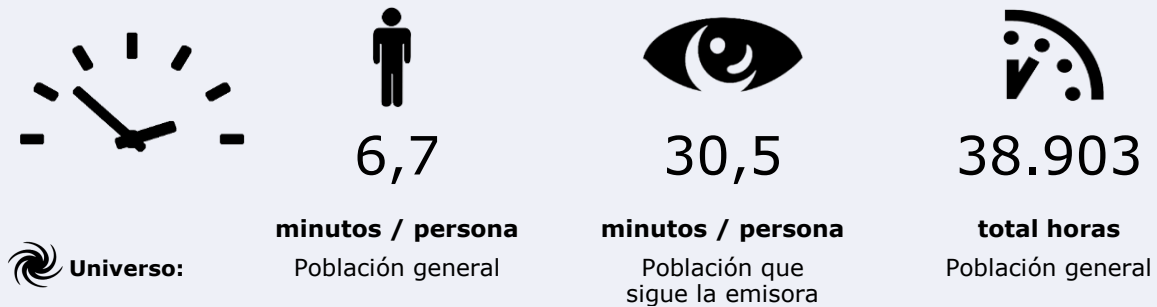 6,7
30,5
38.903
minutos / persona
minutos / persona
total horas
Universo:
Población general
Población que
sigue la emisora
Población general